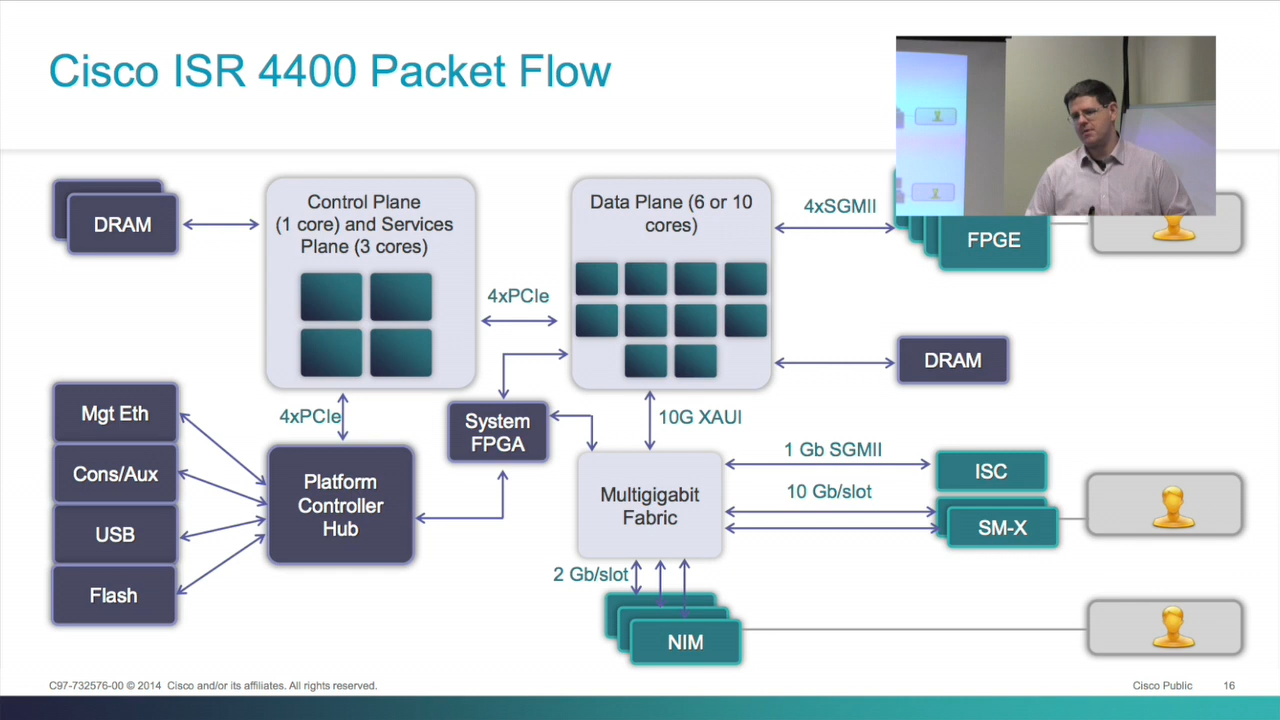 Cisco ISR 4400 Packet Flow
DRAM
Control Plane
(1 core) and Services
Plane (3 cores)
Data Plane (6 or 10
cores)
4xSGMII
FPGE
4xPCIe
DRAM
Mgt Eth
4xPCIe
System
FPGA
10G XAUI
Cons/Aux
Platform
Controller
Hub
Multigigabit
Fabric
1 Gb SGMII
ISC
10 Gb/slot
SM-X
USB
Flash
2 Gb/slot
NIM
C97-732576-00 © 2014 Cisco and/or its affiliates. All rights reserved.
Cisco Public
16